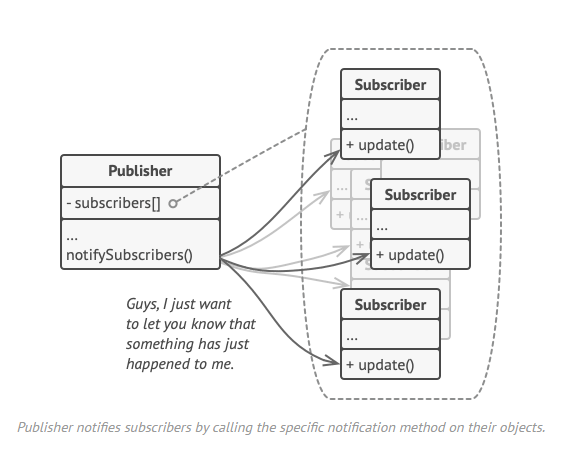 Publisher
- subscribers[]
...
notifySubscribers()
Guys, I just want
to let you know that
something has just
happened to me.
Subscriber
...
+ update()
Subscriber
...
+ update()
Subscriber
...
+ update()
Publisher notifies subscribers by calling the specific notification method on their objects.